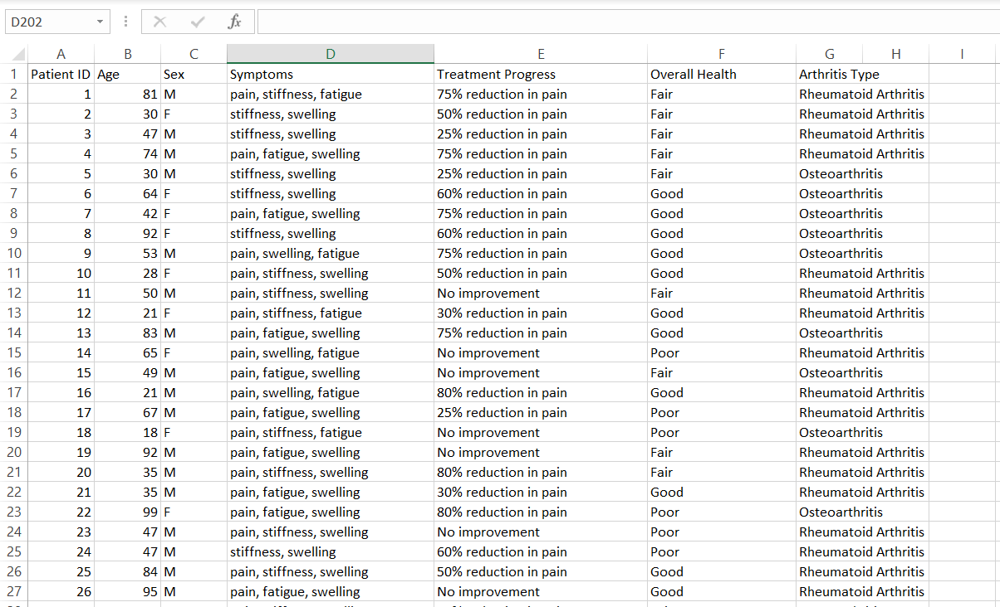 D202 fx
A B C D E F G H I
1 Patient ID Age Sex Symptoms Treatment Progress Overall Health Arthritis Type
2 1 81 M pain, stiffness, fatigue 75% reduction in pain Fair Rheumatoid Arthritis
3 2 30 F stiffness, swelling 50% reduction in pain Fair Rheumatoid Arthritis
4 3 47 M stiffness, swelling 25% reduction in pain Fair Rheumatoid Arthritis
5 4 74 M pain, fatigue, swelling 75% reduction in pain Fair Rheumatoid Arthritis
6 5 30 M stiffness, swelling 25% reduction in pain Fair Osteoarthritis
7 6 64 F stiffness, swelling 60% reduction in pain Good Osteoarthritis
8 7 42 F pain, fatigue, swelling 75% reduction in pain Good Osteoarthritis
9 8 92 F stiffness, swelling 60% reduction in pain Good Osteoarthritis
10 9 53 M pain, swelling, fatigue 75% reduction in pain Good Osteoarthritis
11 10 28 F pain, stiffness, swelling 50% reduction in pain Good Rheumatoid Arthritis
12 11 50 M pain, stiffness, swelling No improvement Fair Rheumatoid Arthritis
13 12 21 F pain, stiffness, fatigue 30% reduction in pain Good Rheumatoid Arthritis
14 13 83 M pain, fatigue, swelling 75% reduction in pain Good Osteoarthritis
15 14 65 F pain, swelling, fatigue No improvement Poor Rheumatoid Arthritis
16 15 49 M pain, fatigue, swelling No improvement Fair Osteoarthritis
17 16 21 M pain, swelling, fatigue 80% reduction in pain Good Rheumatoid Arthritis
18 17 67 M pain, fatigue, swelling 25% reduction in pain Poor Rheumatoid Arthritis
19 18 18 F pain, stiffness, fatigue No improvement Poor Osteoarthritis
20 19 92 M pain, fatigue, swelling No improvement Fair Rheumatoid Arthritis
21 20 35 M pain, stiffness, swelling 80% reduction in pain Fair Rheumatoid Arthritis
22 21 35 M pain, fatigue, swelling 30% reduction in pain Good Rheumatoid Arthritis
23 22 99 F pain, fatigue, swelling 80% reduction in pain Poor Osteoarthritis
24 23 47 M pain, stiffness, swelling No improvement Poor Rheumatoid Arthritis
25 24 47 M stiffness, swelling 60% reduction in pain Poor Rheumatoid Arthritis
26 25 84 M pain, stiffness, swelling 50% reduction in pain Good Rheumatoid Arthritis
27 26 95 M pain, fatigue, swelling No improvement Good Rheumatoid Arthritis